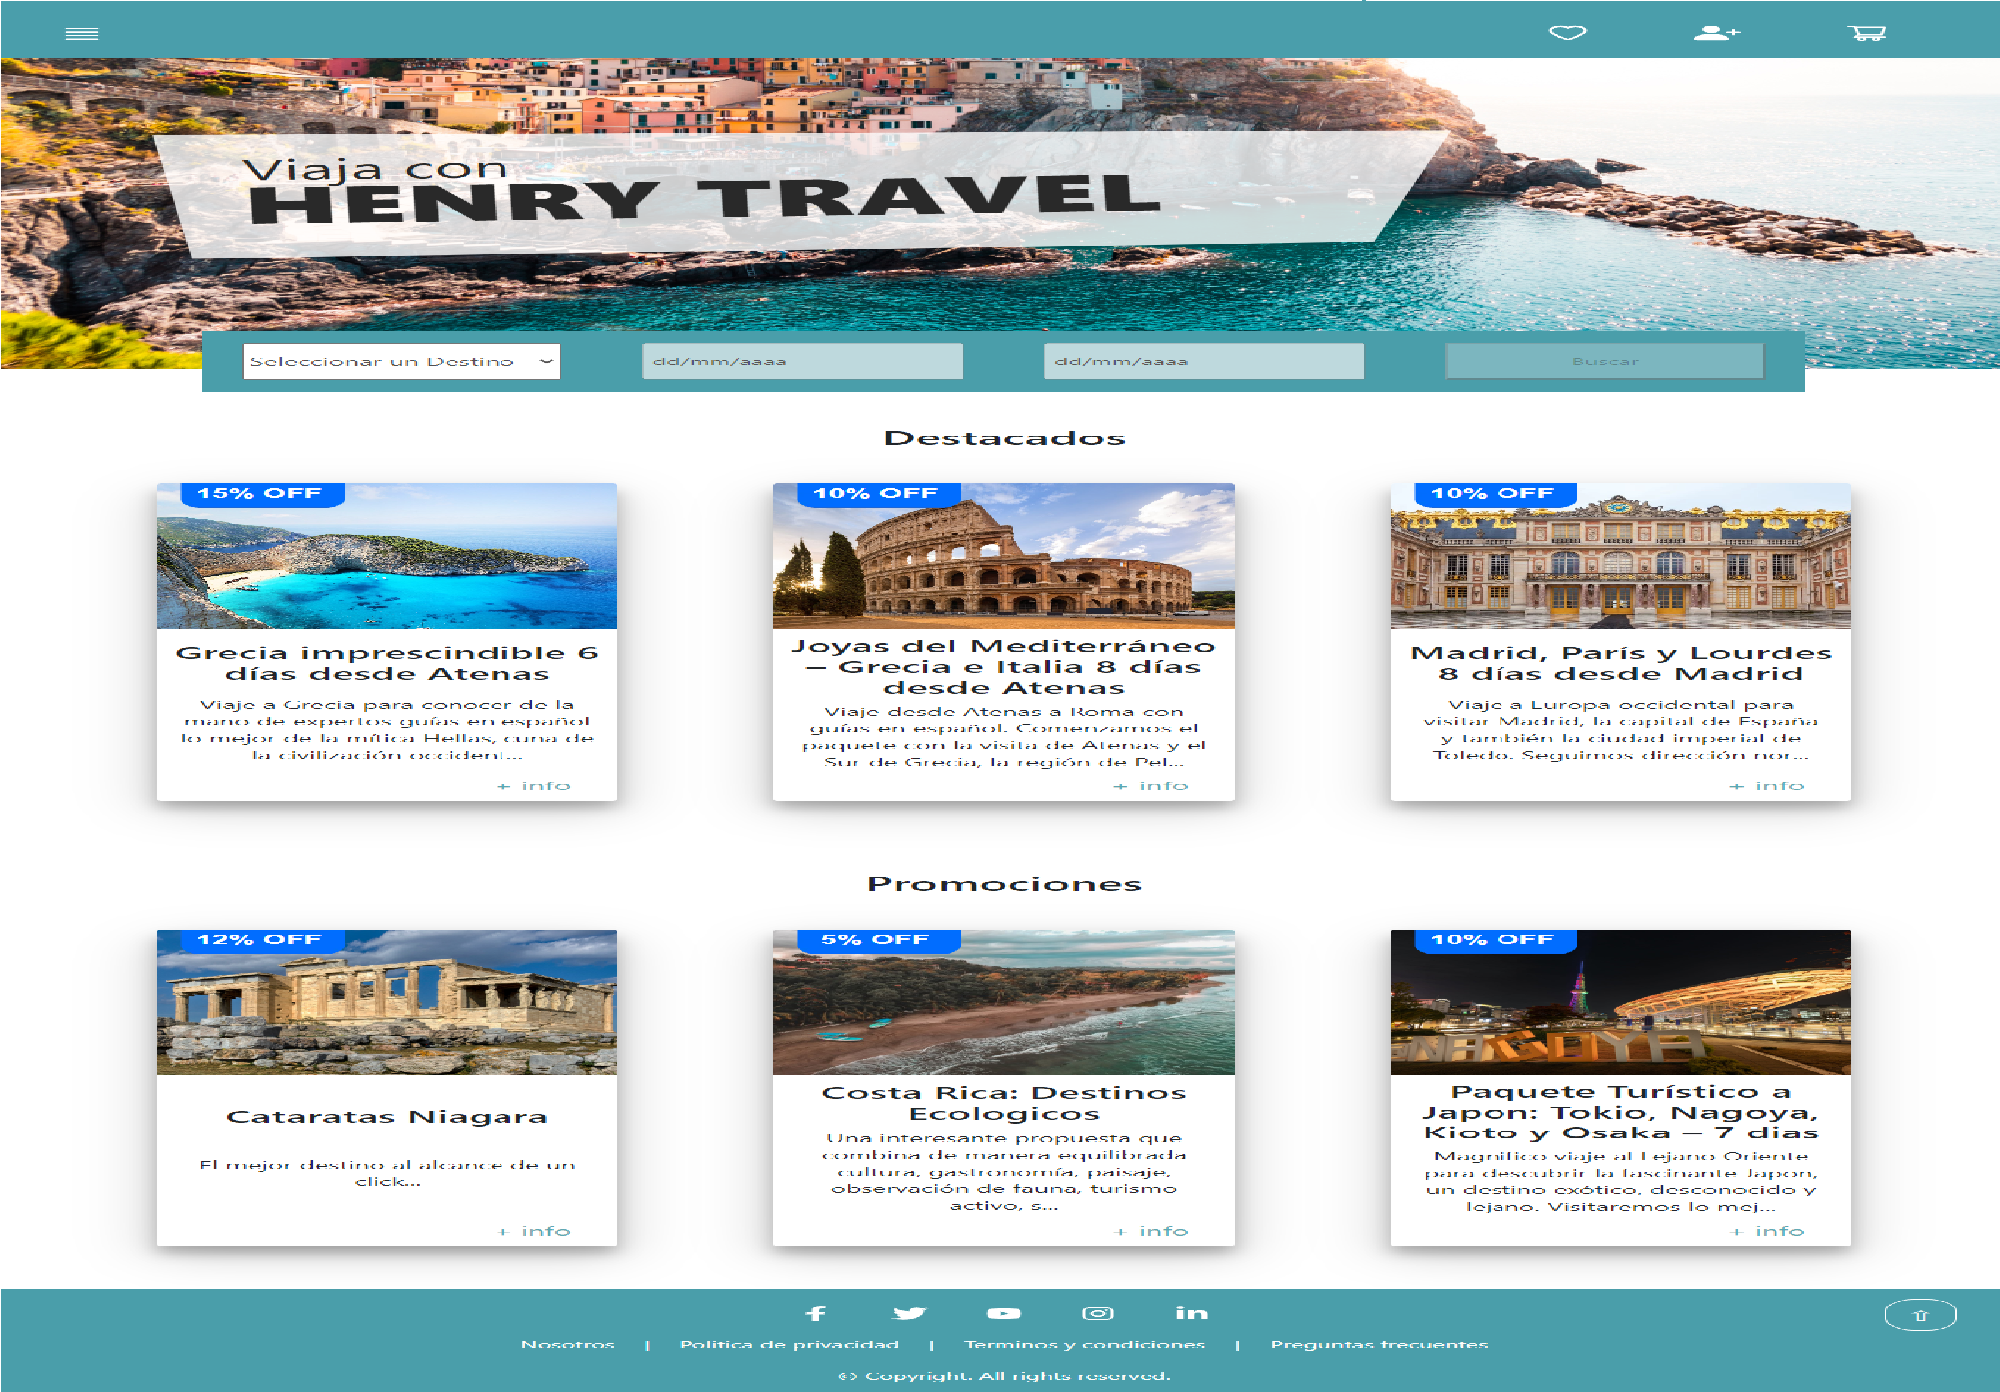 Viaja con
HENRY TRAVEL
Seleccionar un Destino
dd/mm/aaaa
dd/mm/aaaa
Buscar
Destacados
15% OFF
Grecia imprescindible 6
días desde Atenas
Viaje a Grecia para conocer de la
mano de expertos guías en español
lo mejor de la mítica Hellas, cuna de
la civilización occident...
+ info
10% OFF
Joyas del Mediterráneo
– Grecia e Italia 8 días
desde Atenas
Viaje desde Atenas a Roma con
guías en español. Comenzamos el
paquete con la visita de Atenas y el
Sur de Grecia, la región de Pel...
+ info
10% OFF
Madrid, París y Lourdes
8 días desde Madrid
Viaje a Europa occidental para
visitar Madrid, la capital de España
y también la ciudad imperial de
Toledo. Seguimos dirección nor...
+ info
Promociones
12% OFF
Cataratas Niagara
El mejor destino al alcance de un
click...
+ info
5% OFF
Costa Rica: Destinos
Ecologicos
Una interesante propuesta que
combina de manera equilibrada
cultura, gastronomía, paisaje,
observación de fauna, turismo
activo, s...
+ info
10% OFF
NAGOYA
Paquete Turístico a
Japon: Tokio, Nagoya,
Kioto y Osaka – 7 dias
Magnifico viaje al Lejano Oriente
para descubrir la fascinante Japon,
un destino exótico, desconocido y
lejano. Visitaremos lo mej...
+ info
Nosotros | Politica de privacidad | Terminos y condiciones | Preguntas frecuentes
© Copyright. All rights reserved.